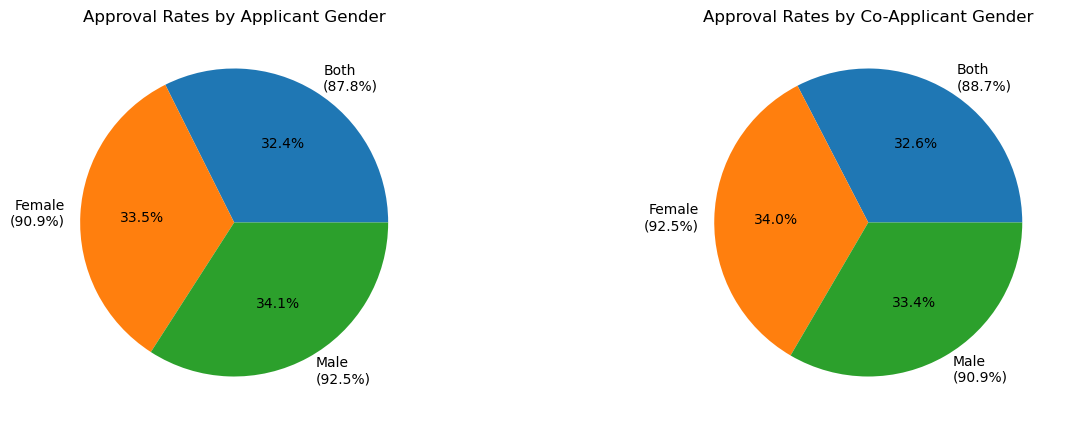 Approval Rates by Applicant Gender
Both
(87.8%)
32.4%
Female
(90.9%)
33.5%
34.1%
Male
(92.5%)
Approval Rates by Co-Applicant Gender
Both
(88.7%)
32.6%
Female
(92.5%)
34.0%
33.4%
Male
(90.9%)